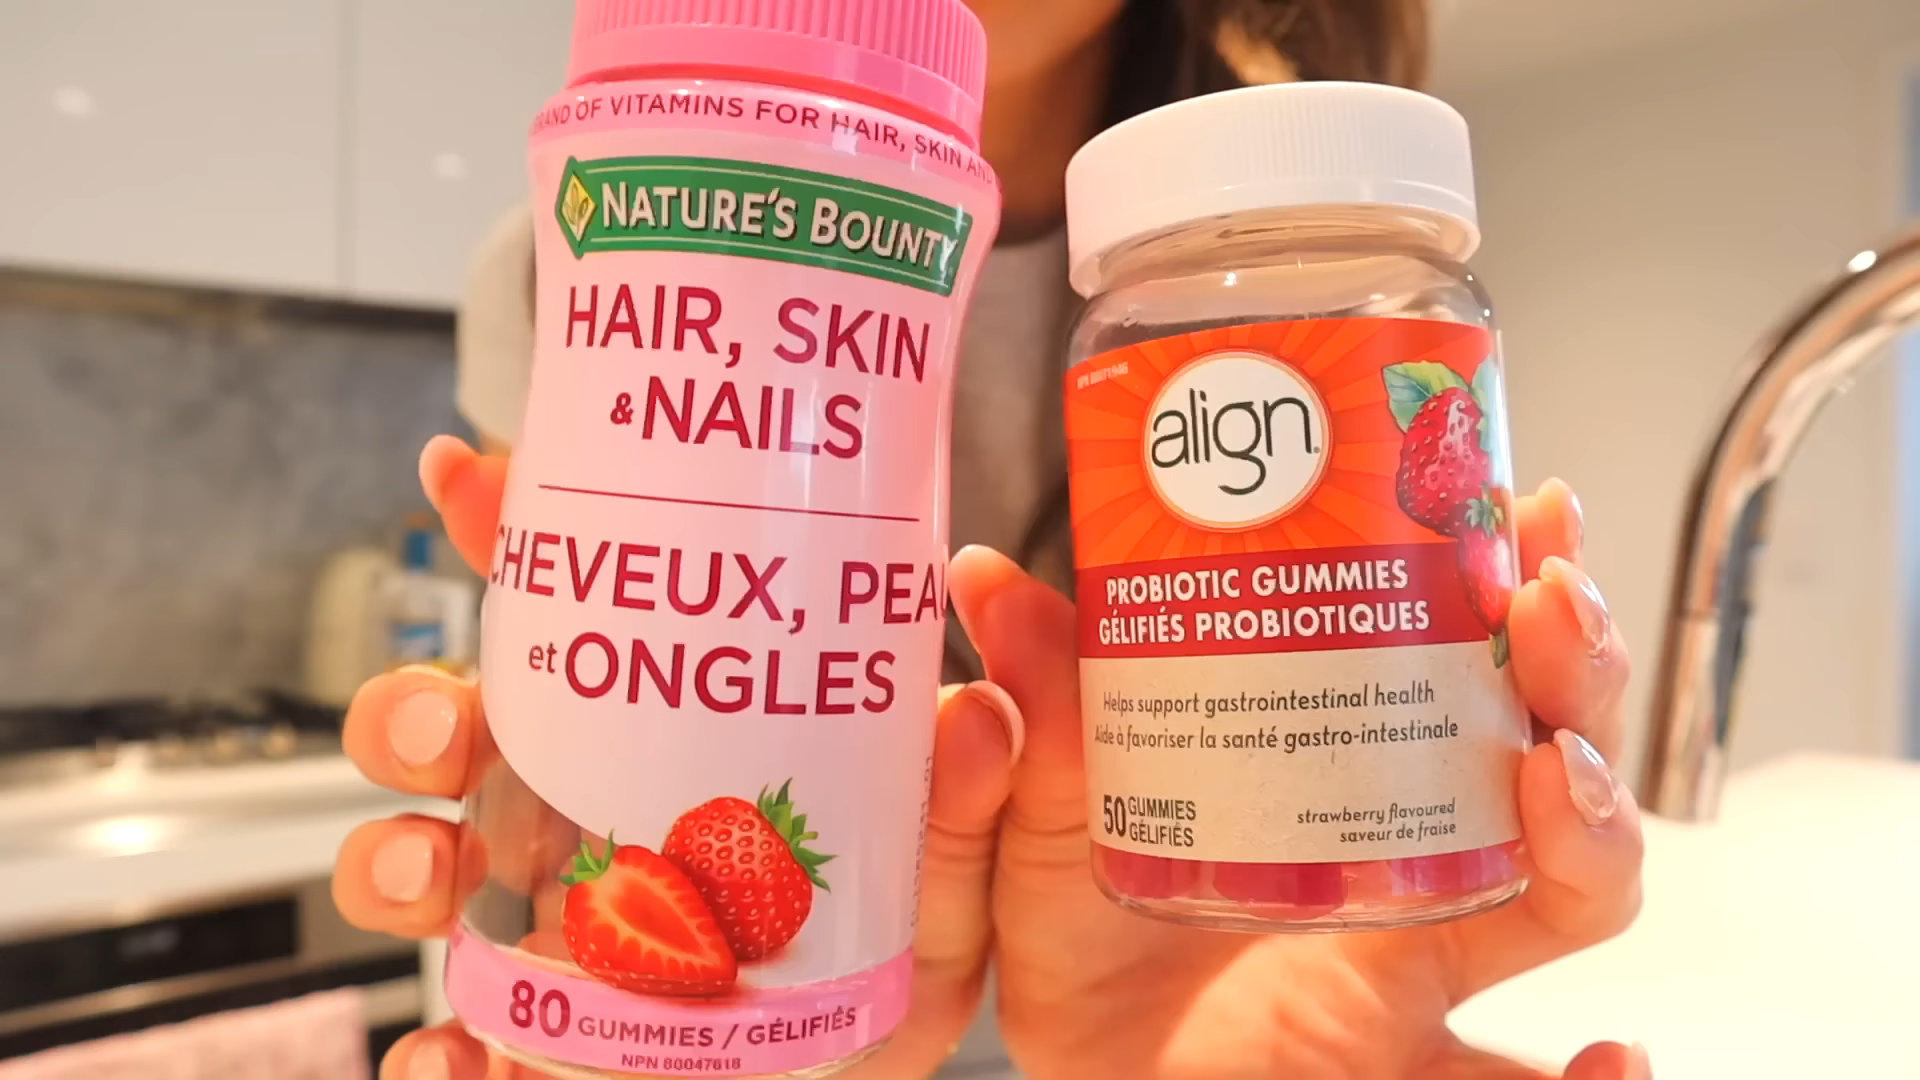 BRAND OF VITAMINS FOR HAIR, SKIN AND
NATURE'S BOUNTY
HAIR, SKIN
& NAILS
CHEVEUX, PEAU
et ONGLES
80 GUMMIES / GÉLIFIÉS
NPN 80047618
align
PROBIOTIC GUMMIES
GÉLIFIÉS PROBIOTIQUES
Helps support gastrointestinal health
Aide à favoriser la santé gastro-intestinale
50 GUMMIES
GÉLIFIÉS
strawberry flavoured
saveur de fraise